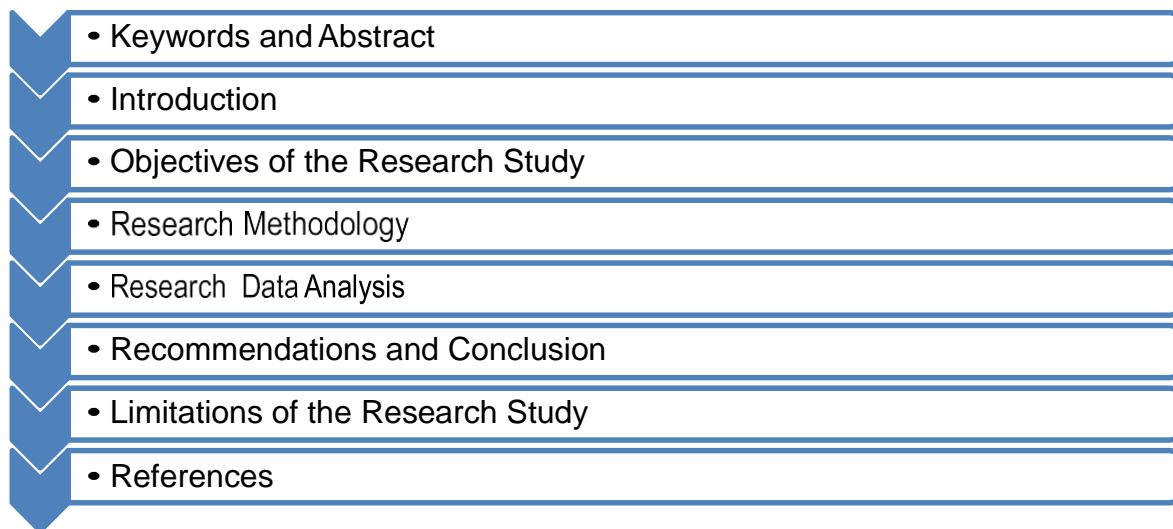 • Keywords and Abstract
• Introduction
• Objectives of the Research Study
• Research Methodology
• Research Data Analysis
• Recommendations and Conclusion
• Limitations of the Research Study
• References